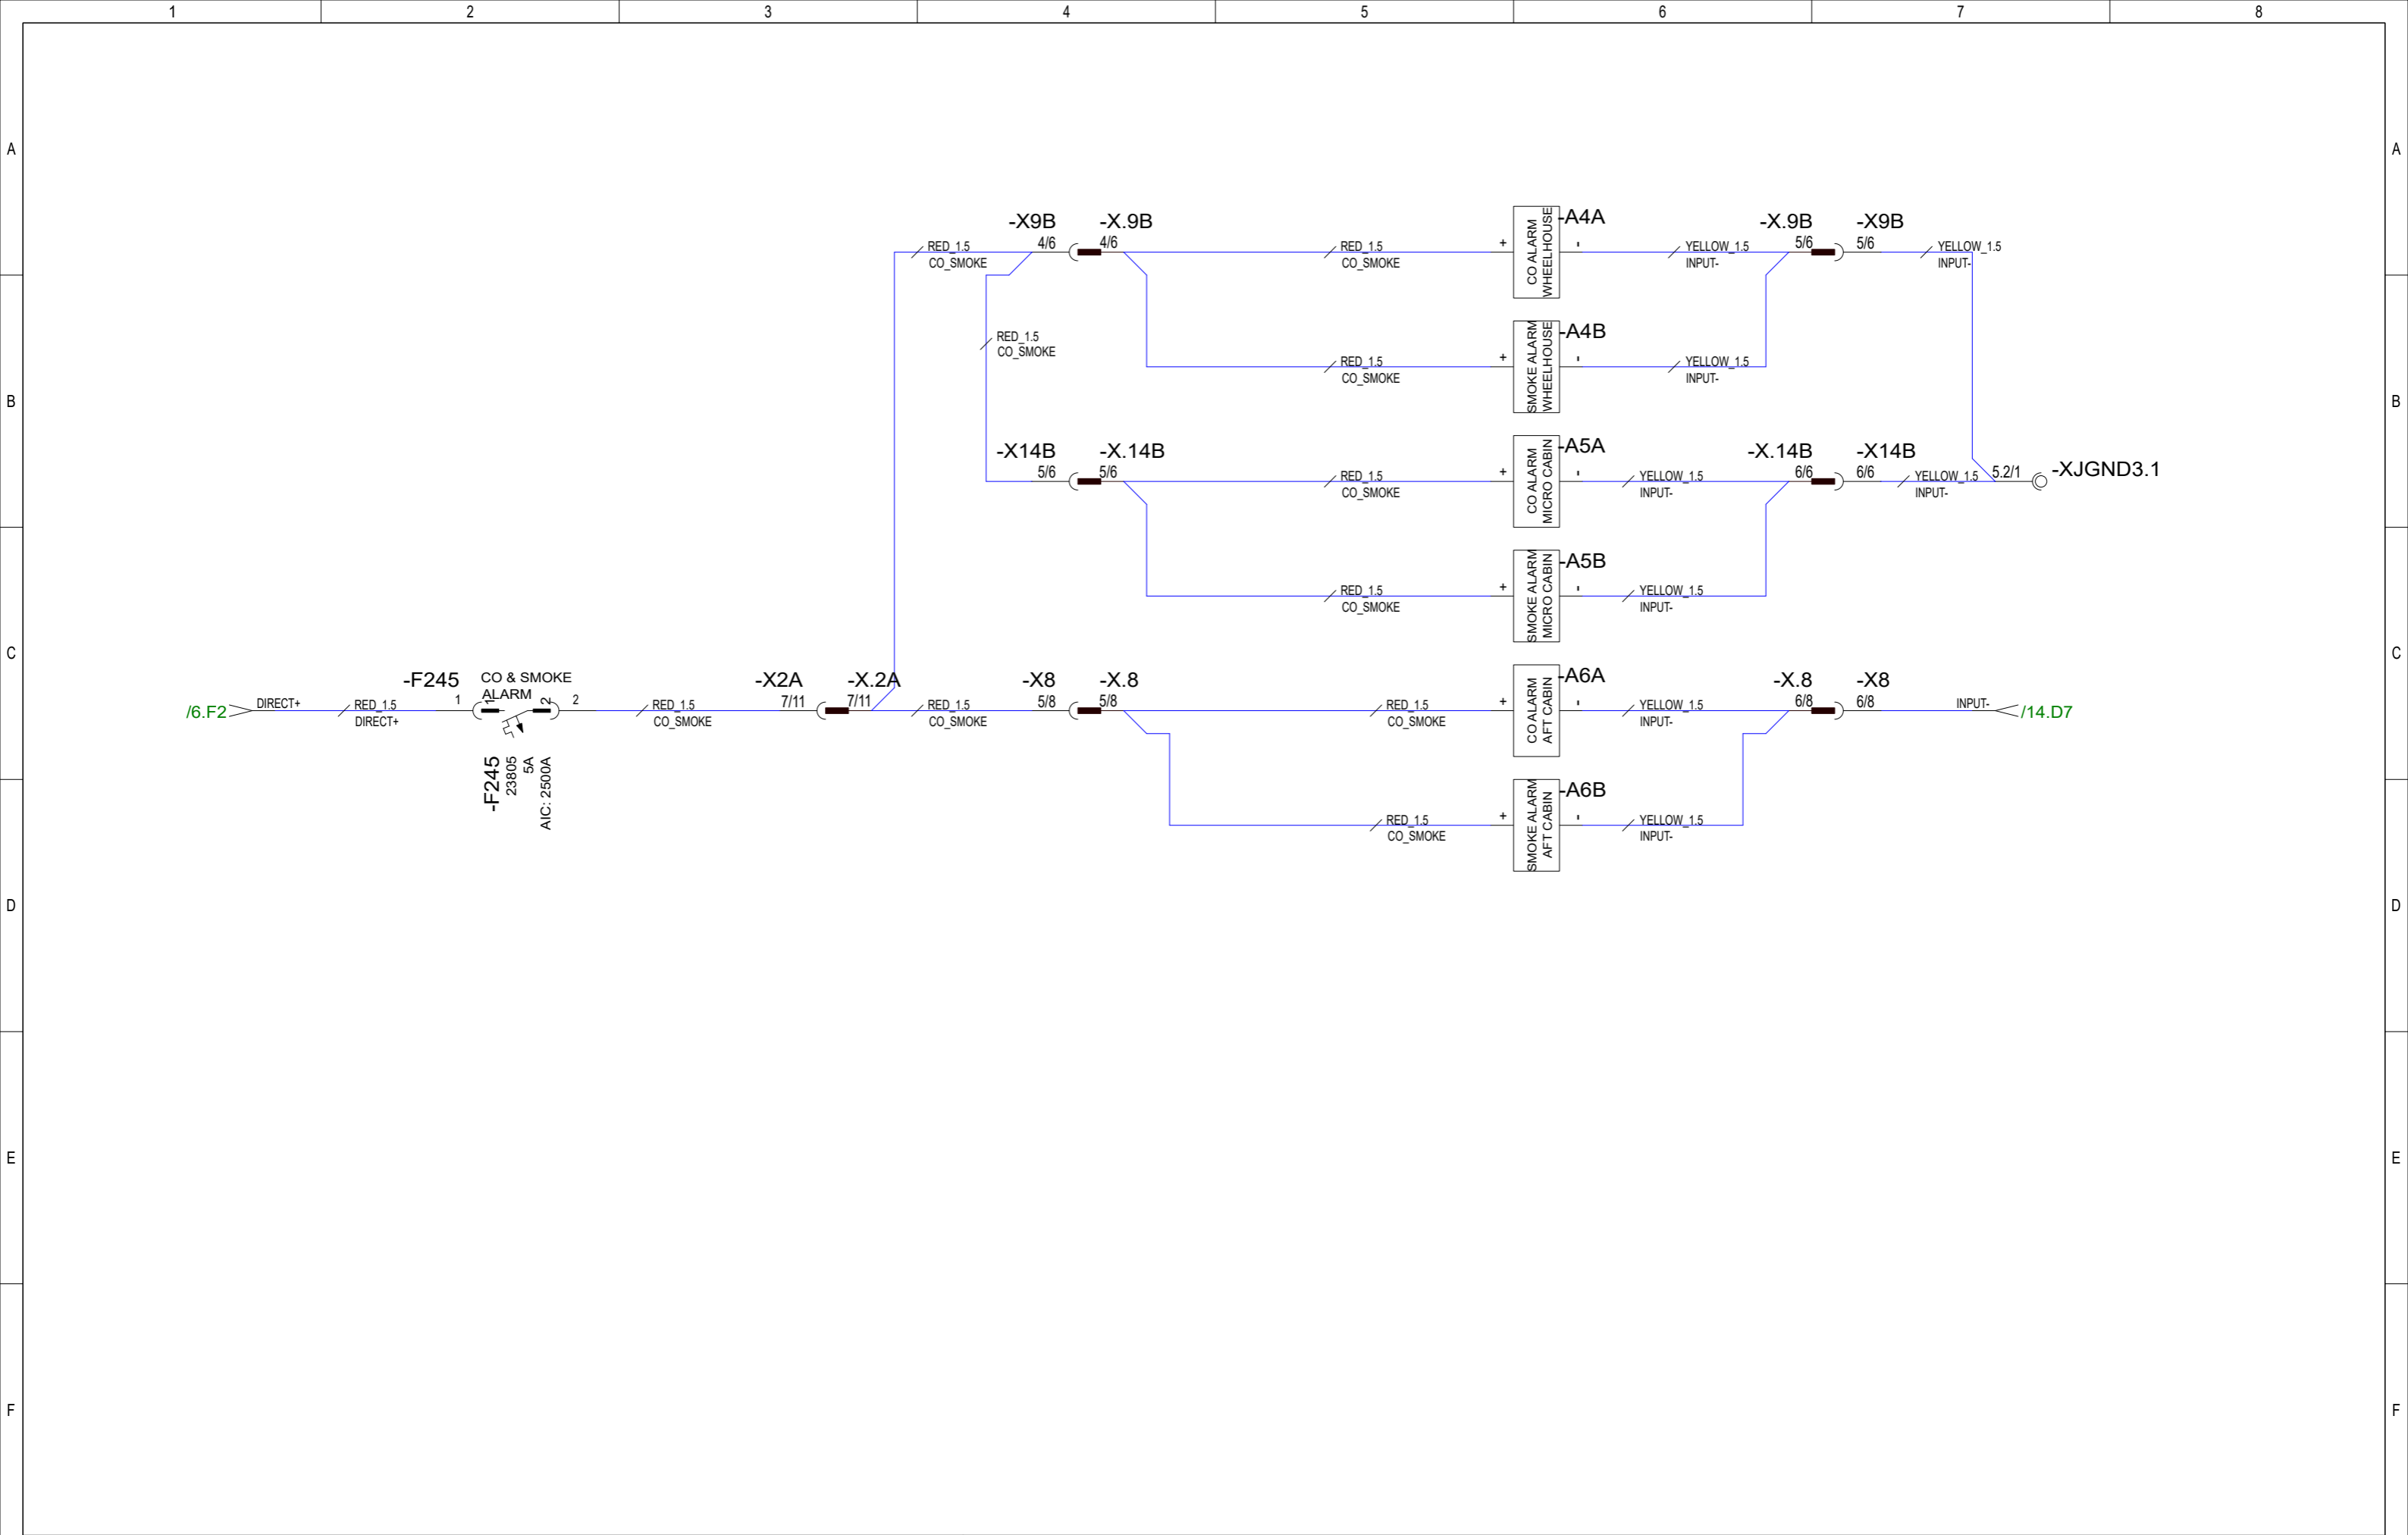 1 2 3 4 5 6 7 8
A A
-X9B -X.9B -A4A -X.9B -X9B
4/6 4/6 5/6 5/6
CO ALARM
WHEELHOUSE
RED_1.5 RED_1.5 + - YELLOW_1.5 YELLOW_1.5
CO_SMOKE CO_SMOKE INPUT- INPUT-
-A4B
SMOKE ALARM
WHEELHOUSE
RED_1.5
CO_SMOKE
RED_1.5 + - YELLOW_1.5
CO_SMOKE INPUT-
B B
-X14B -X.14B -A5A -X.14B -X14B
5/6 5/6 6/6 6/6 5.2/1 -XJGND3.1
CO ALARM
MICRO CABIN
RED_1.5 + - YELLOW_1.5 YELLOW_1.5
CO_SMOKE INPUT- INPUT-
-A5B
SMOKE ALARM
MICRO CABIN
RED_1.5 + - YELLOW_1.5
CO_SMOKE INPUT-
C C
-F245 CO & SMOKE
ALARM
-X2A -X.2A -X8 -X.8 -A6A -X.8 -X8
1 1 2 2 7/11 7/11 5/8 5/8 6/8 6/8
CO ALARM
AFT CABIN
/6.F2 DIRECT+ RED_1.5 RED_1.5 RED_1.5 RED_1.5 + - YELLOW_1.5 INPUT- /14.D7
DIRECT+ CO_SMOKE CO_SMOKE CO_SMOKE INPUT-
-F245
23805
5A
AIC: 2500A
-A6B
SMOKE ALARM
AFT CABIN
RED_1.5 + - YELLOW_1.5
CO_SMOKE INPUT-
D D
E E
F F